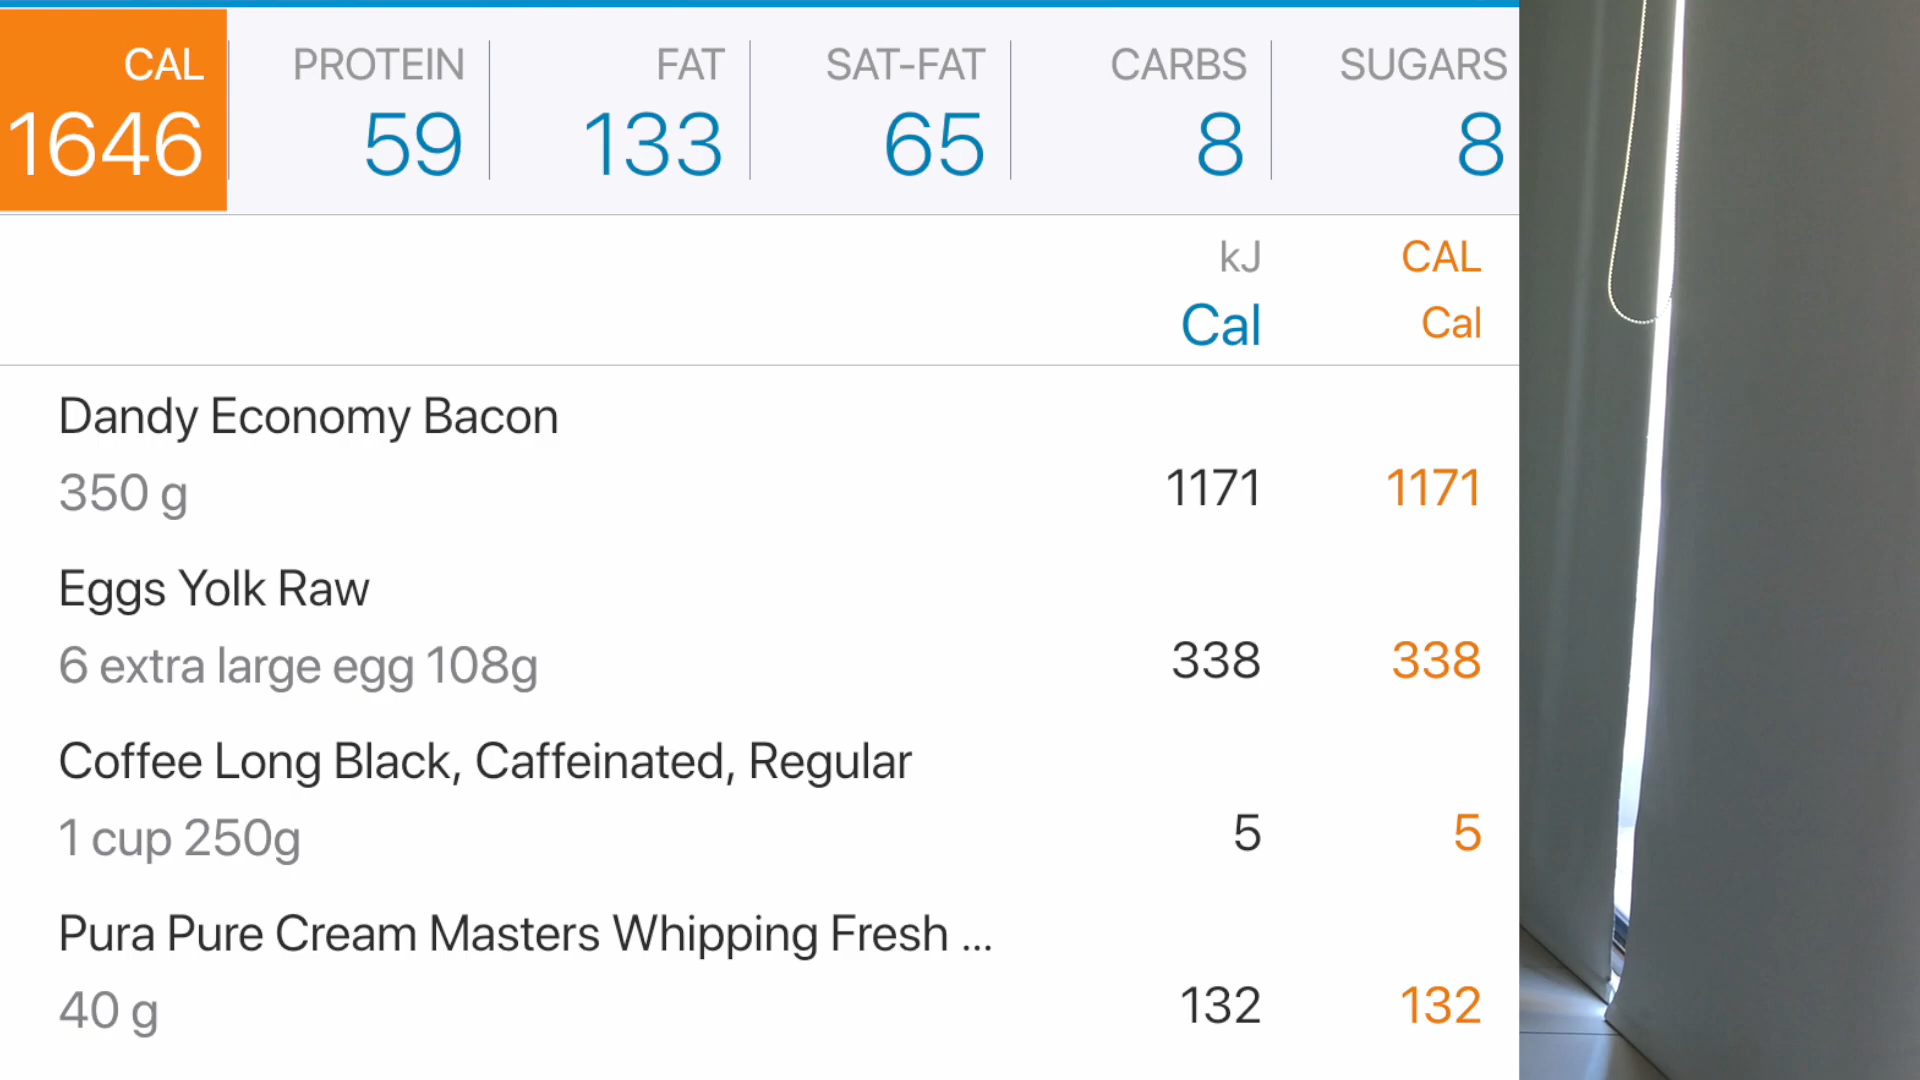 CAL PROTEIN FAT SAT-FAT CARBS SUGARS
1646 59 133 65 8 8
kJ CAL
Cal Cal
Dandy Economy Bacon
350 g 1171 1171
Eggs Yolk Raw
6 extra large egg 108g 338 338
Coffee Long Black, Caffeinated, Regular
1 cup 250g 5 5
Pura Pure Cream Masters Whipping Fresh ...
40 g 132 132